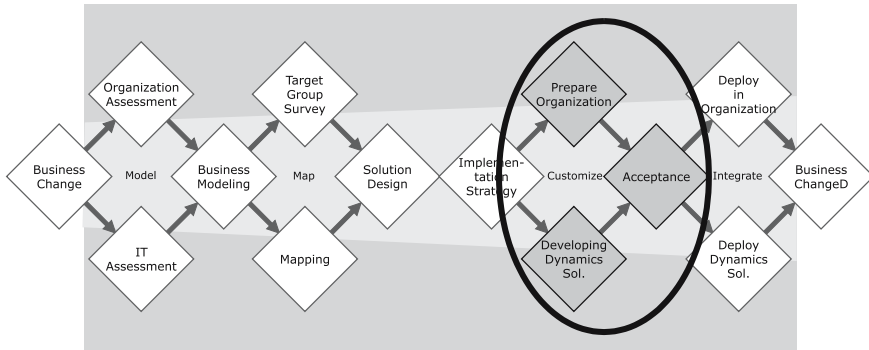 Organization
Assessment
Target
Group
Survey
Prepare
Organization
Deploy
in
Organization
Business
Change
Model
Business
Modeling
Map
Solution
Design
Implemen-
tation
Strategy
Customize
Acceptance
Integrate
Business
ChangeD
IT
Assessment
Mapping
Developing
Dynamics
Sol.
Deploy
Dynamics
Sol.